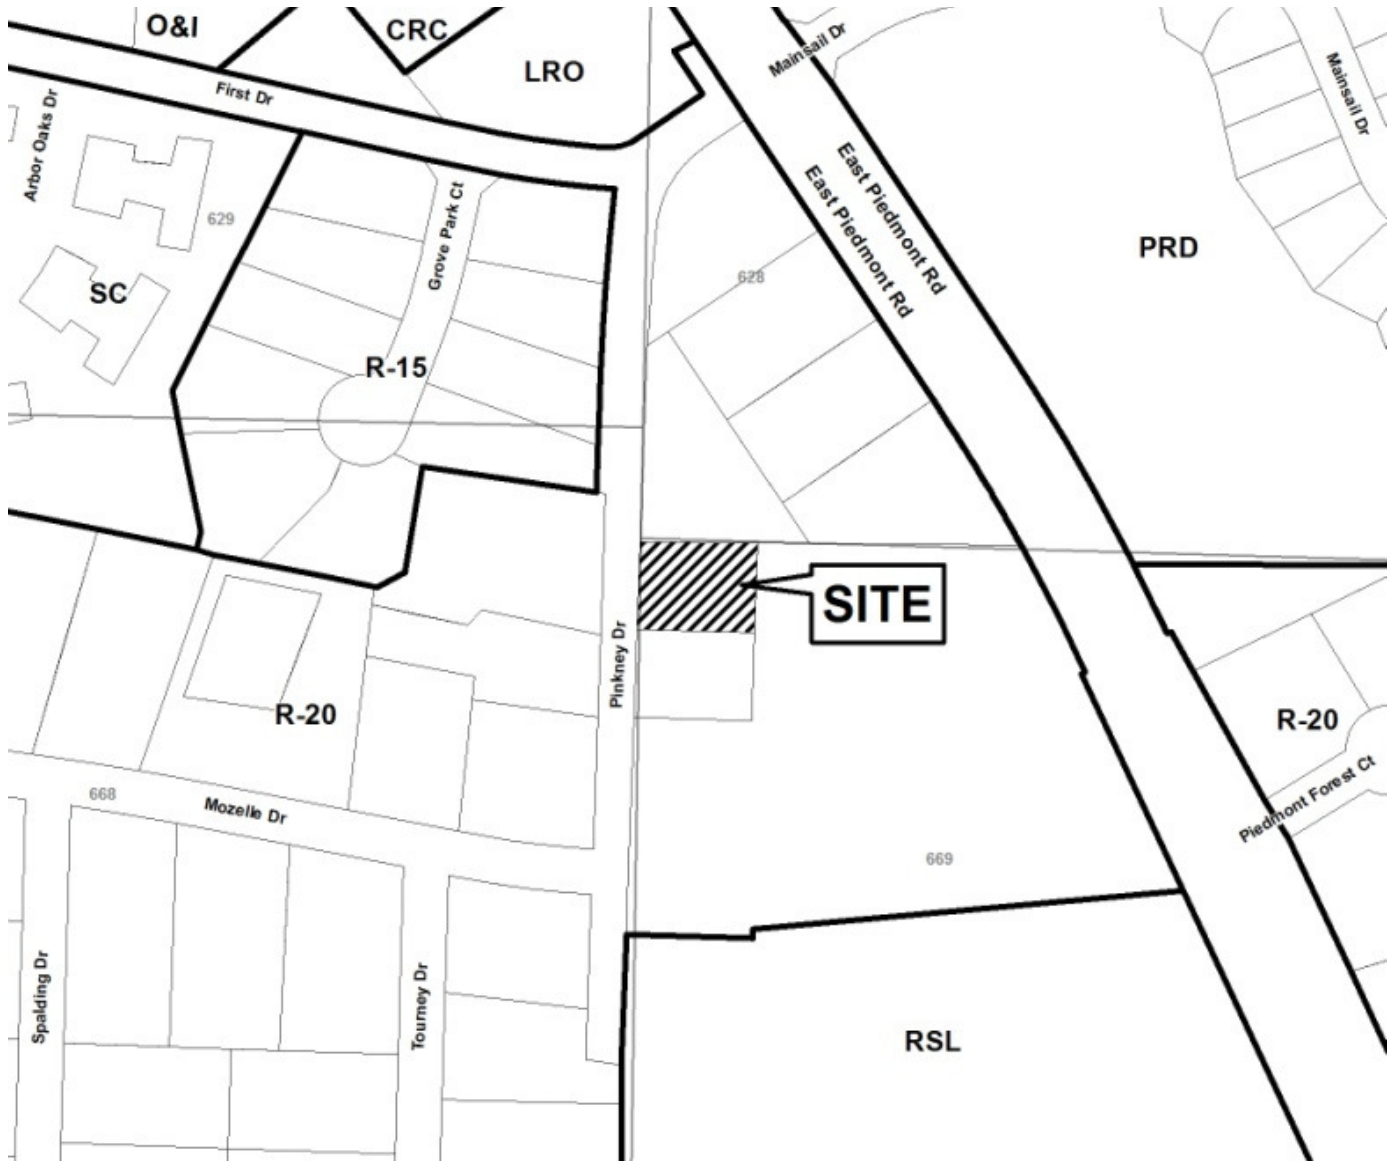 O&I
CRC
LRO
Mainsail Dr
Mainsail Dr
First Dr
Arbor Oaks Dr
East Piedmont Rd
East Piedmont Rd
629
Grove Park Ct
PRD
628
SC
R-15
SITE
Pinkney Dr
R-20
R-20
668
Mozelle Dr
Piedmont Forest Ct
669
Spalding Dr
Tourney Dr
RSL